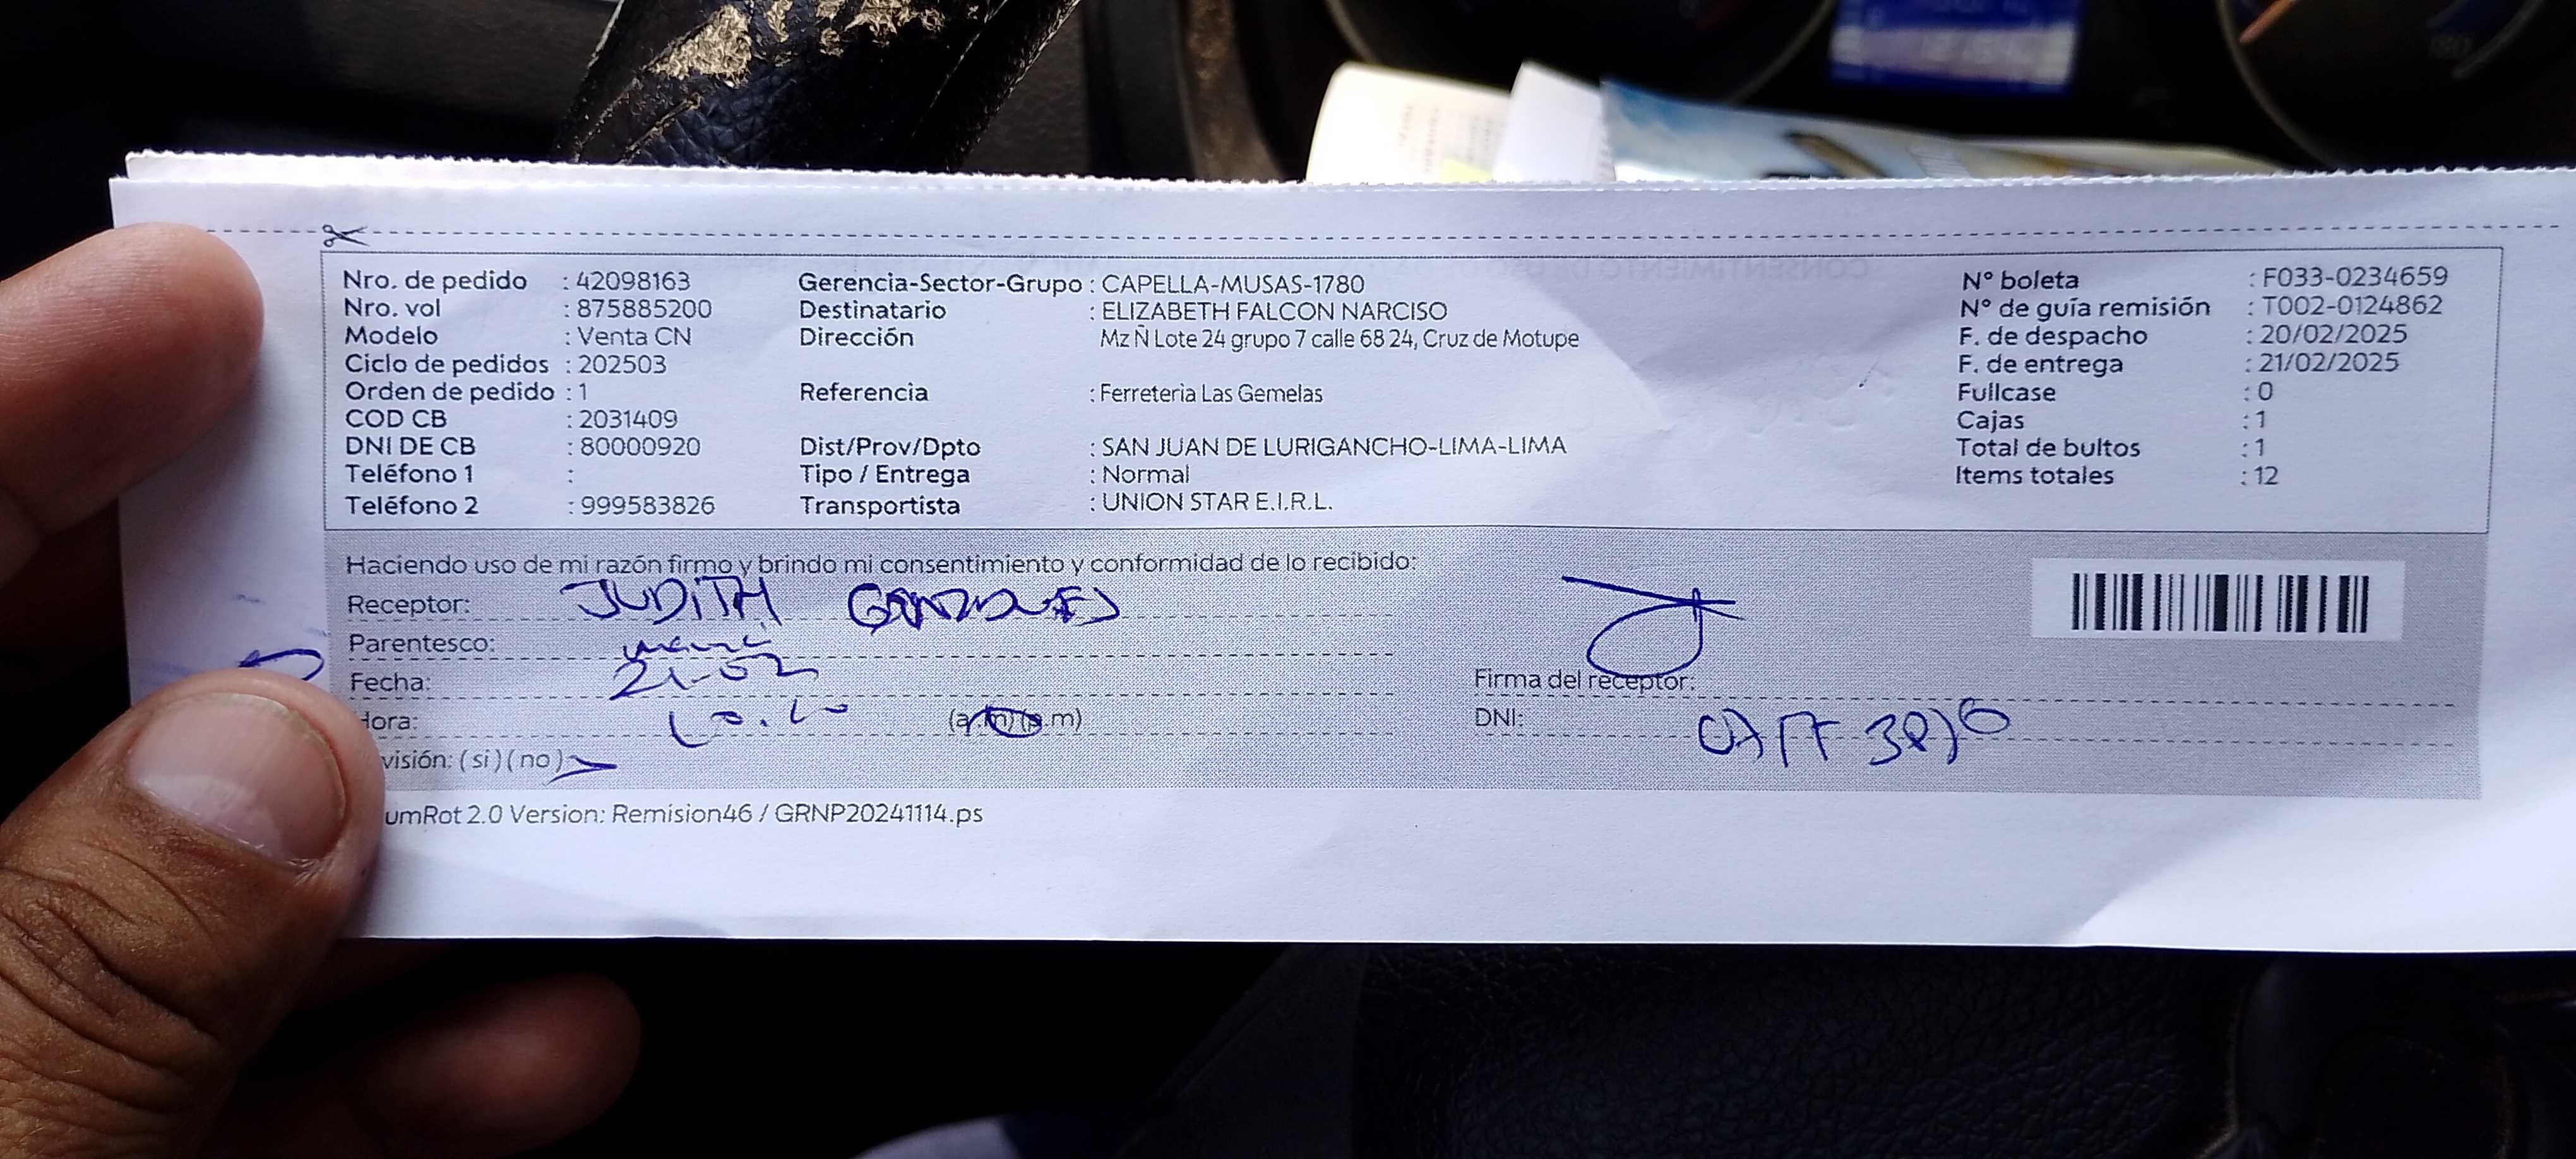 Nro. de pedido : 42098163 Gerencia-Sector-Grupo : CAPELLA-MUSAS-1780 N° boleta : F033-0234659
Nro. vol : 875885200 Destinatario : ELIZABETH FALCON NARCISO N° de guía remisión : T002-0124862
Modelo : Venta CN Dirección Mz Ñ Lote 24 grupo 7 calle 68 24, Cruz de Motupe F. de despacho : 20/02/2025
Ciclo de pedidos : 202503 F. de entrega : 21/02/2025
Orden de pedido : 1 Referencia : Ferreteria Las Gemelas Fullcase : 0
COD CB : 2031409 Cajas : 1
DNI DE CB : 80000920 Dist/Prov/Dpto : SAN JUAN DE LURIGANCHO-LIMA-LIMA Total de bultos : 1
Teléfono 1 : Tipo / Entrega : Normal Items totales : 12
Teléfono 2 : 999583826 Transportista : UNION STAR E.I.R.L.
Haciendo uso de mi razón firmo y brindo mi consentimiento y conformidad de lo recibido:
Receptor: JUDITH
Parentesco:
Fecha: 21-02 Firma del receptor:
Hora: (a.m) (p.m) DNI:
visión: (si) (no)
umRot 2.0 Version: Remision46 / GRNP20241114.ps